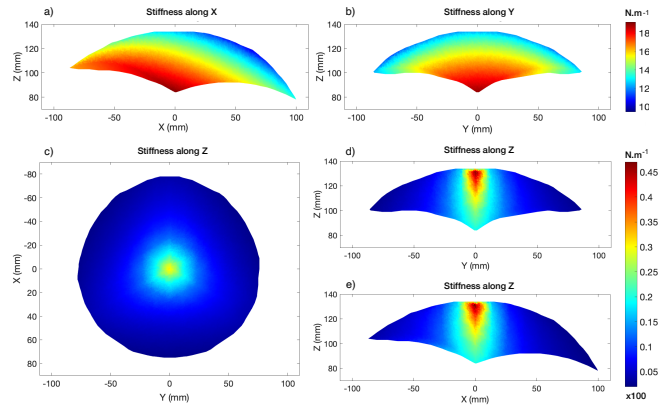 a) Stiffness along X
140
120
100
80
Z (mm)
-100 -50 0 50 100
X (mm)
b) Stiffness along Y
140
120
100
80
Z (mm)
-100 -50 0 50 100
Y (mm)
N.m⁻¹
18
16
14
12
10
c) Stiffness along Z
-80
-60
-40
-20
0
20
40
60
80
X (mm)
-100 -50 0 50 100
Y (mm)
d) Stiffness along Z
140
120
100
80
70
Z (mm)
-100 -50 0 50 100
Y (mm)
e) Stiffness along Z
140
120
100
80
70
Z (mm)
-100 -50 0 50 100
X (mm)
N.m⁻¹
0.45
0.4
0.35
0.3
0.25
0.2
0.15
0.1
0.05
x100